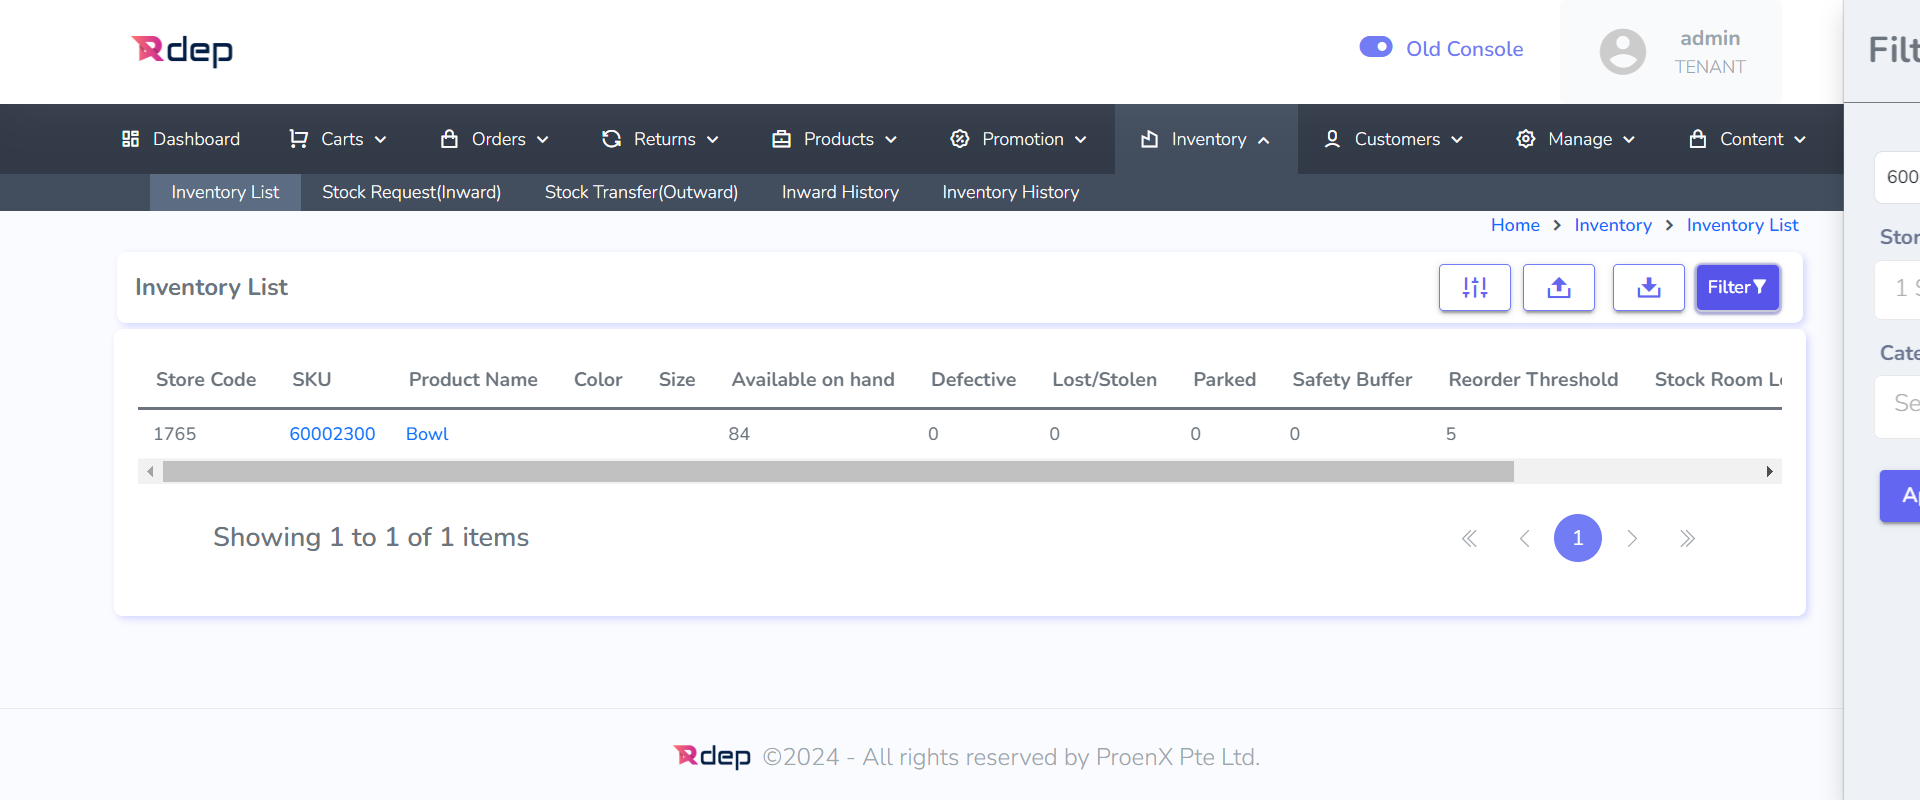 Rdep
Old Console
admin
TENANT
Dashboard Carts Orders Returns Products Promotion Inventory Customers Manage Content
Inventory List Stock Request(Inward) Stock Transfer(Outward) Inward History Inventory History
Home > Inventory > Inventory List
Inventory List
Filter
Store Code SKU Product Name Color Size Available on hand Defective Lost/Stolen Parked Safety Buffer Reorder Threshold Stock Room
1765 60002300 Bowl 84 0 0 0 0 5
Showing 1 to 1 of 1 items
1
Rdep ©2024 - All rights reserved by ProenX Pte Ltd.
600
1